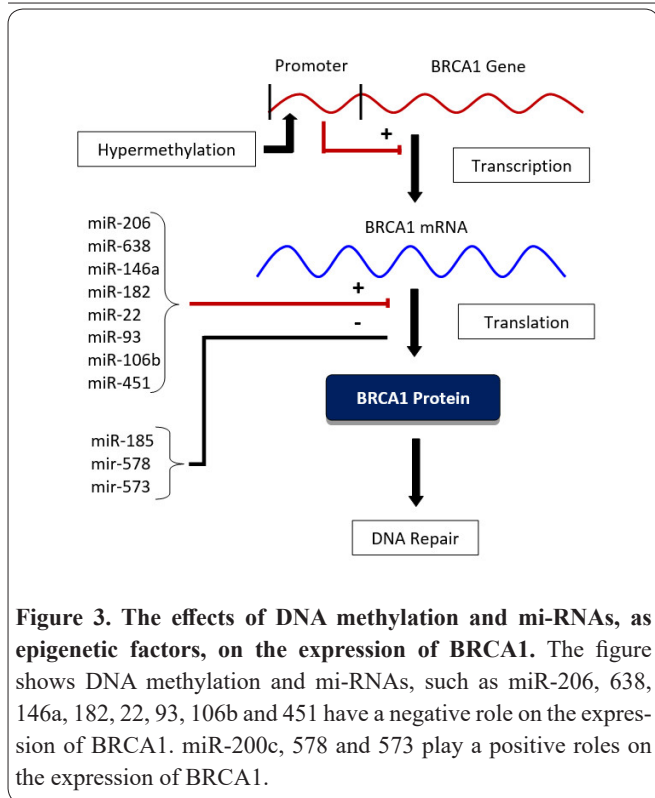 Promoter
BRCA1 Gene
Hypermethylation
+
Transcription
miR-206
miR-638
miR-146a
miR-182
miR-22
miR-93
miR-106b
miR-451
BRCA1 mRNA
+
-
Translation
miR-185
mir-578
mir-573
BRCA1 Protein
DNA Repair
Figure 3. The effects of DNA methylation and mi-RNAs, as
epigenetic factors, on the expression of BRCA1. The figure
shows DNA methylation and mi-RNAs, such as miR-206, 638,
146a, 182, 22, 93, 106b and 451 have a negative role on the expres-
sion of BRCA1. miR-200c, 578 and 573 play a positive roles on
the expression of BRCA1.